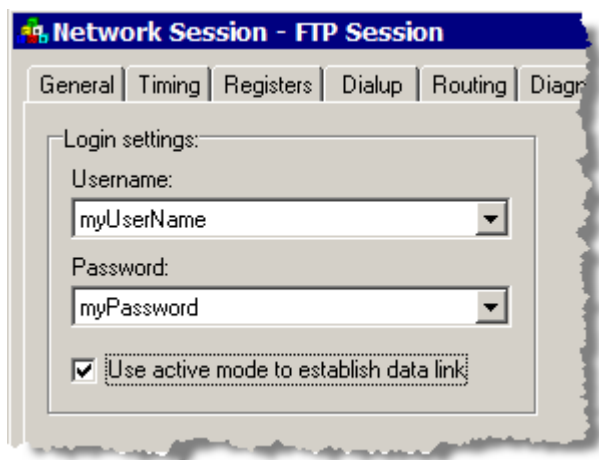 Network Session - FTP Session
General Timing Registers Dialup Routing Diagn
Login settings:
Username:
myUserName
Password:
myPassword
Use active mode to establish data link